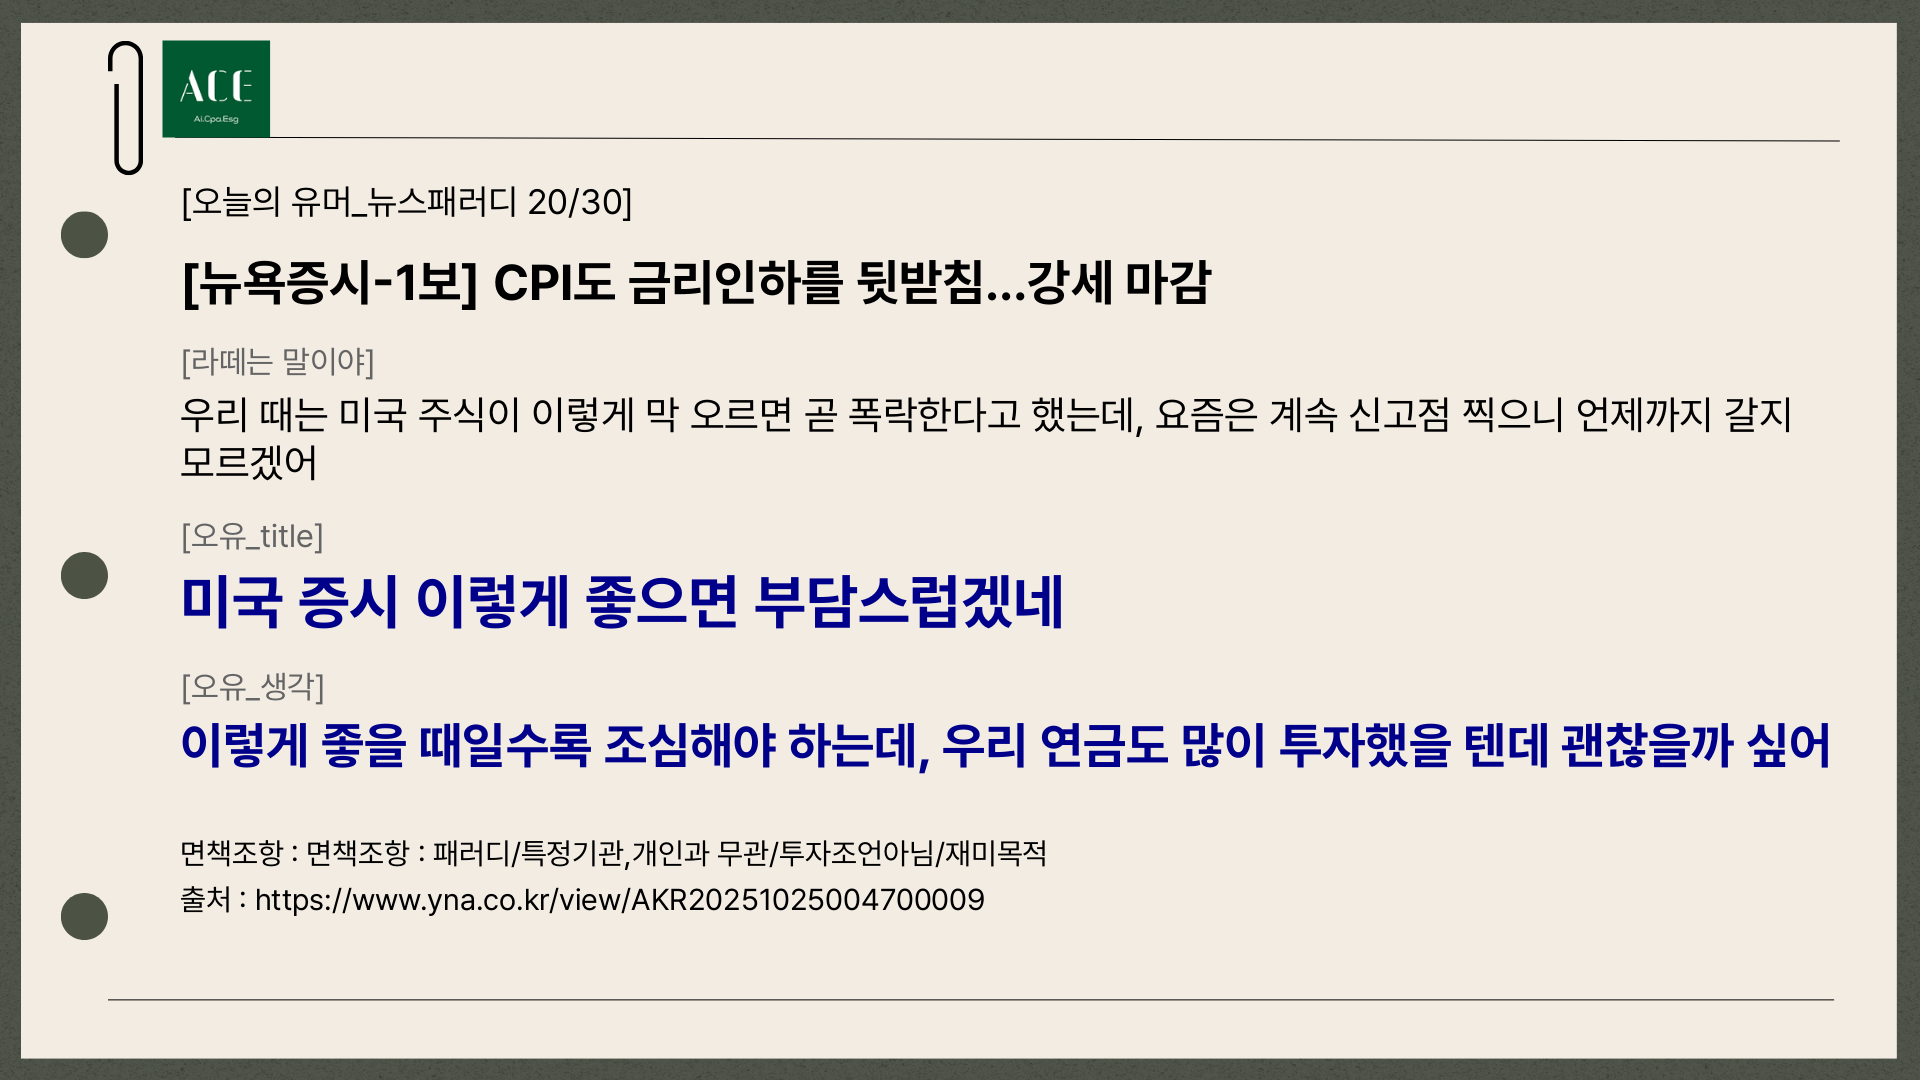 ACE
Ai.Cpa.Esg
[오늘의 유머_뉴스패러디 20/30]
[뉴욕증시-1보] CPI도 금리인하를 뒷받침...강세 마감
[라떼는 말이야]
우리 때는 미국 주식이 이렇게 막 오르면 곧 폭락한다고 했는데, 요즘은 계속 신고점 찍으니 언제까지 갈지
모르겠어
[오유_title]
미국 증시 이렇게 좋으면 부담스럽겠네
[오유_생각]
이렇게 좋을 때일수록 조심해야 하는데, 우리 연금도 많이 투자했을 텐데 괜찮을까 싶어
면책조항 : 면책조항 : 패러디/특정기관,개인과 무관/투자조언아님/재미목적
출처 : https://www.yna.co.kr/view/AKR20251025004700009